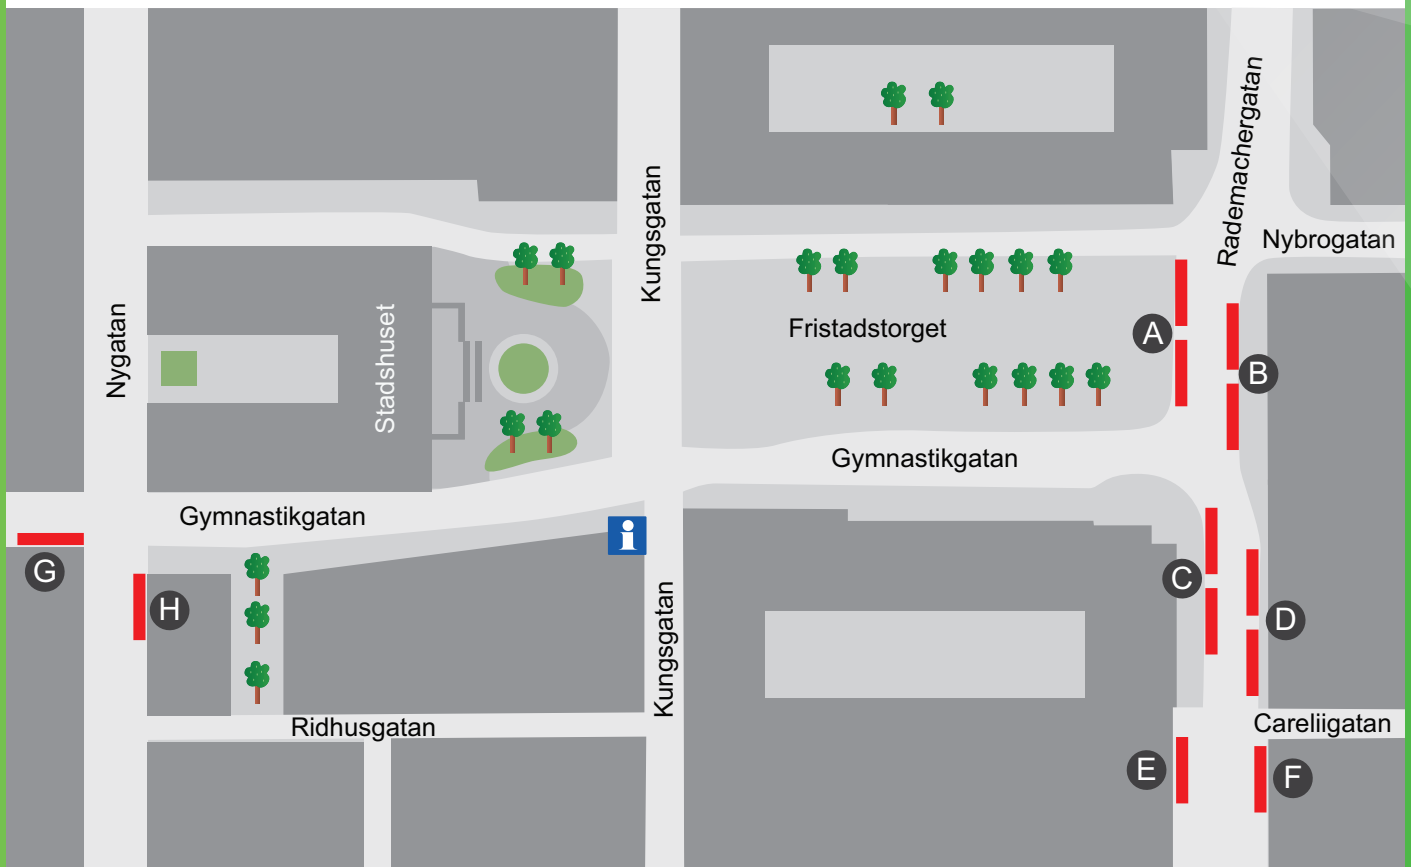 Rademachergatan
Kungsgatan
Nybrogatan
Nygatan
Stadshuset
Fristadstorget
A
B
Gymnastikgatan
Gymnastikgatan
i
G
H
C
D
Kungsgatan
Ridhusgatan
Careliigatan
E
F